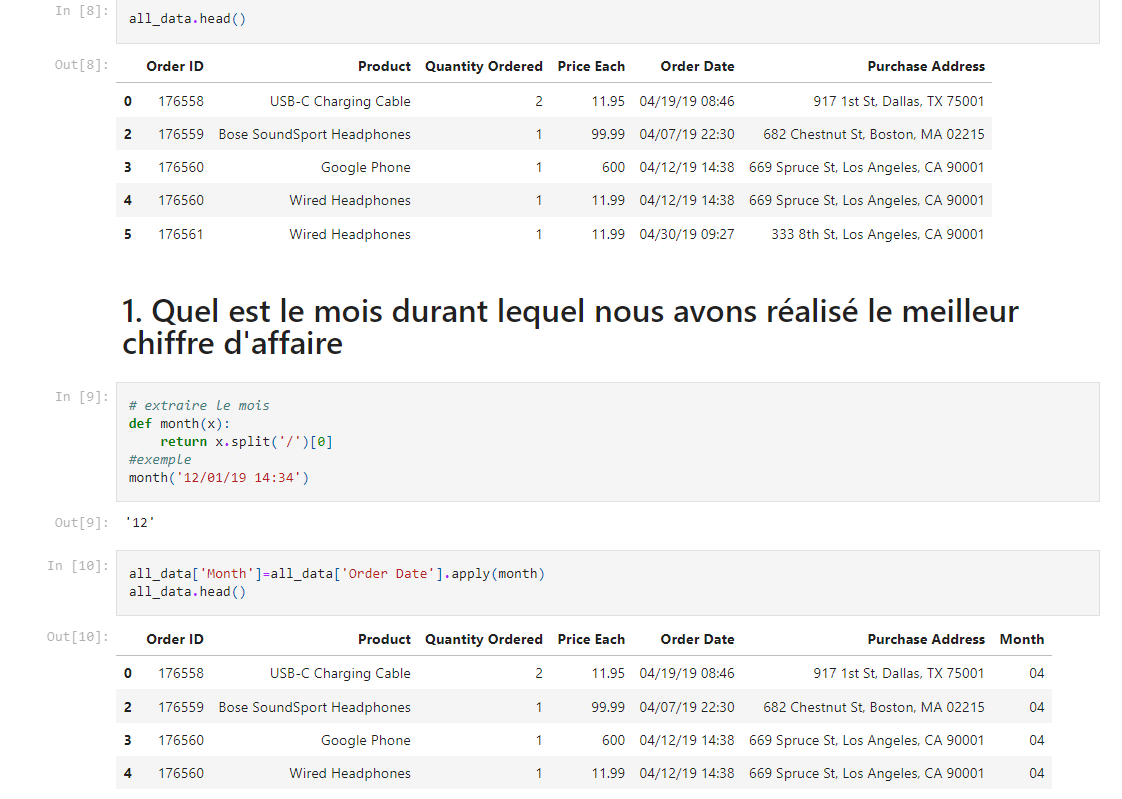 In [8]: all_data.head()
Out[8]: Order ID Product Quantity Ordered Price Each Order Date Purchase Address
0 176558 USB-C Charging Cable 2 11.95 04/19/19 08:46 917 1st St, Dallas, TX 75001
2 176559 Bose SoundSport Headphones 1 99.99 04/07/19 22:30 682 Chestnut St, Boston, MA 02215
3 176560 Google Phone 1 600 04/12/19 14:38 669 Spruce St, Los Angeles, CA 90001
4 176560 Wired Headphones 1 11.99 04/12/19 14:38 669 Spruce St, Los Angeles, CA 90001
5 176561 Wired Headphones 1 11.99 04/30/19 09:27 333 8th St, Los Angeles, CA 90001
1. Quel est le mois durant lequel nous avons réalisé le meilleur
chiffre d'affaire
In [9]: # extraire le mois
def month(x):
    return x.split('/')[0]
#exemple
month('12/01/19 14:34')
Out[9]: '12'
In [10]: all_data['Month']=all_data['Order Date'].apply(month)
all_data.head()
Out[10]: Order ID Product Quantity Ordered Price Each Order Date Purchase Address Month
0 176558 USB-C Charging Cable 2 11.95 04/19/19 08:46 917 1st St, Dallas, TX 75001 04
2 176559 Bose SoundSport Headphones 1 99.99 04/07/19 22:30 682 Chestnut St, Boston, MA 02215 04
3 176560 Google Phone 1 600 04/12/19 14:38 669 Spruce St, Los Angeles, CA 90001 04
4 176560 Wired Headphones 1 11.99 04/12/19 14:38 669 Spruce St, Los Angeles, CA 90001 04